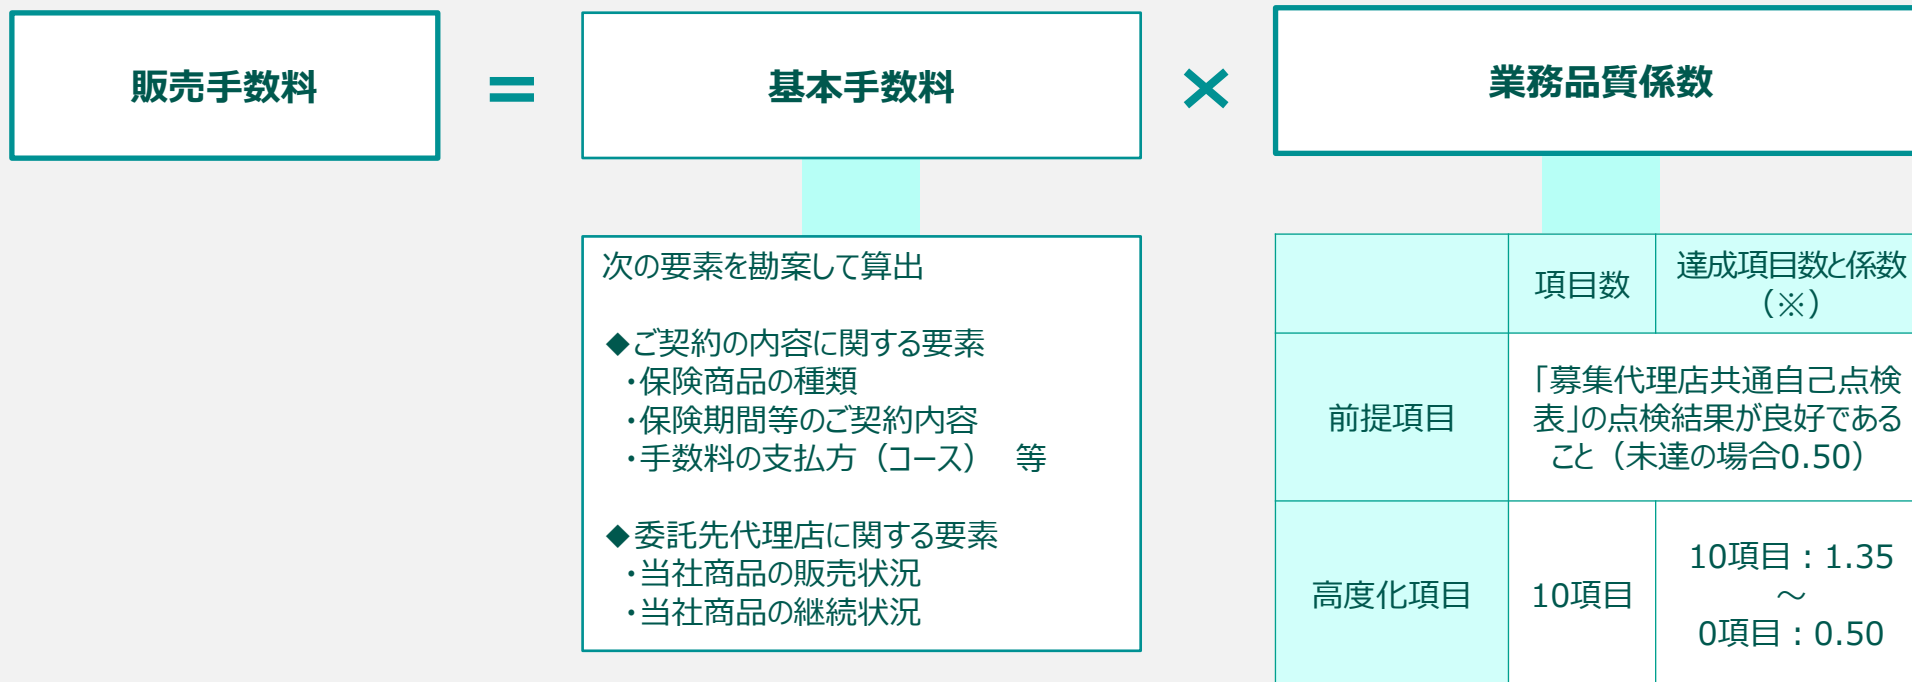 販売手数料
=
基本手数料
×
業務品質係数
次の要素を勘案して算出
◆ご契約の内容に関する要素
・保険商品の種類
・保険期間等のご契約内容
・手数料の支払方（コース）　等
◆委託先代理店に関する要素
・当社商品の販売状況
・当社商品の継続状況
項目数
達成項目数と係数
（※）
前提項目
「募集代理店共通自己点検
表」の点検結果が良好である
こと（未達の場合0.50）
高度化項目
10項目
10項目：1.35
～
0項目：0.50